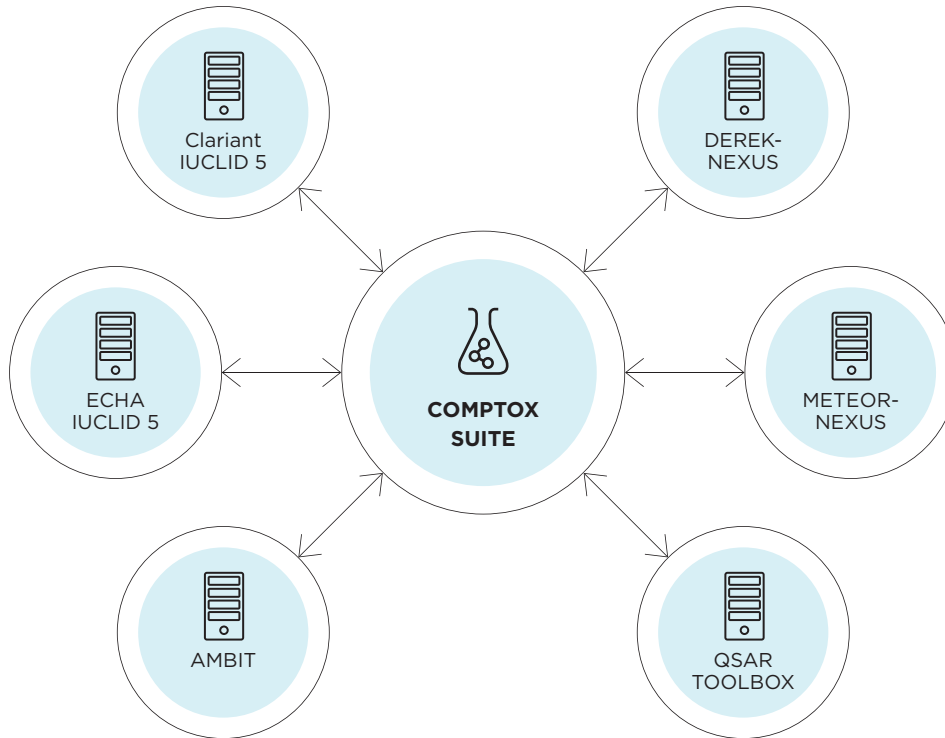 Clariant
IUCLID 5
DEREK-
NEXUS
ECHA
IUCLID 5
COMPTOX
SUITE
METEOR-
NEXUS
AMBIT
QSAR
TOOLBOX